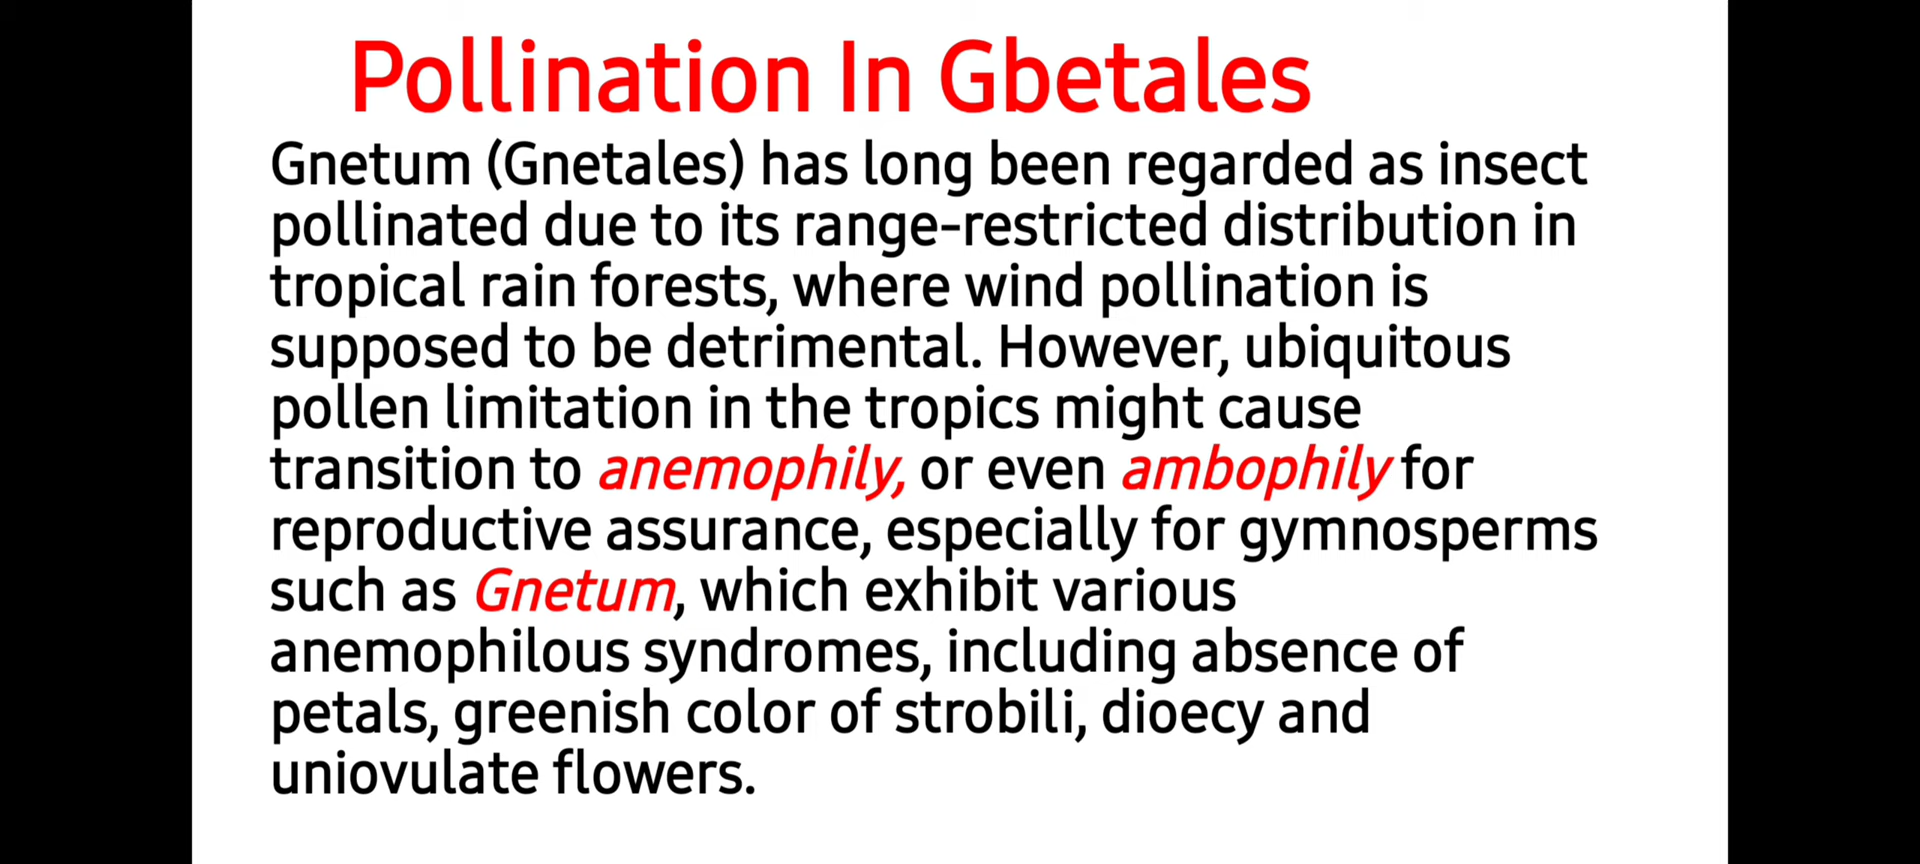 Pollination In Gbetales
Gnetum (Gnetales) has long been regarded as insect
pollinated due to its range-restricted distribution in
tropical rain forests, where wind pollination is
supposed to be detrimental. However, ubiquitous
pollen limitation in the tropics might cause
transition to anemophily, or even ambophily for
reproductive assurance, especially for gymnosperms
such as Gnetum, which exhibit various
anemophilous syndromes, including absence of
petals, greenish color of strobili, dioecy and
uniovulate flowers.